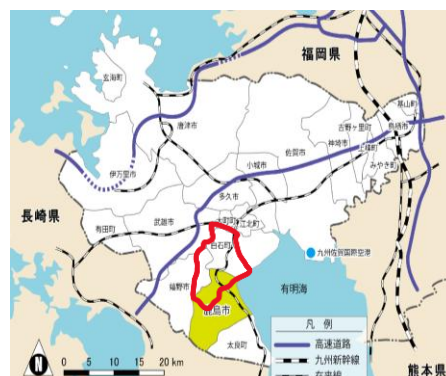 福岡県
玄海町
基山町
唐津市
吉野ヶ里町
鳥栖市
佐賀市
神埼市
上峰町
みやき町
伊万里市
小城市
多久市
長崎県
大町町
江北町
有田町
武雄市
白石町
九州佐賀国際空港
嬉野市
有明海
鹿島市
凡 例
太良町
高速道路
九州新幹線
在来線
N
0 5 10 15 20 km
熊本県